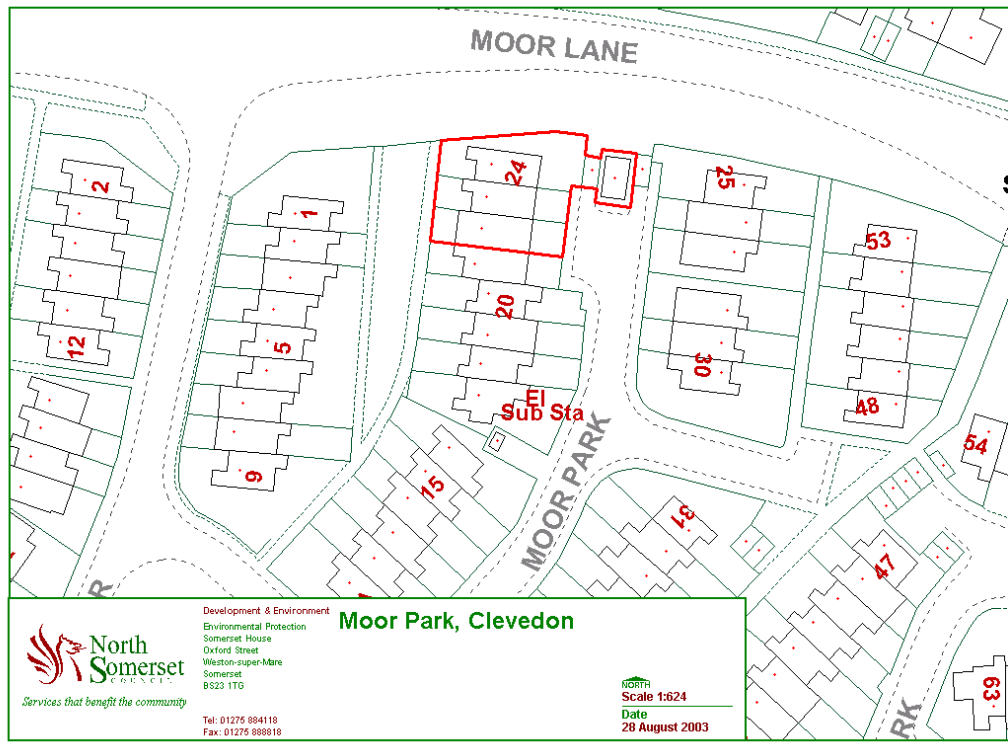 MOOR LANE
S
2
1
24
25
53
12
5
20
30
48
El
Sub Sta
9
15
MOOR PARK
31
54
47
63
R
RK
Development & Environment
Environmental Protection
Somerset House
Oxford Street
Weston-super-Mare
Somerset
BS23 1TG
Tel: 01275 884118
Fax: 01275 888818
Moor Park, Clevedon
North
Somerset
COUNCIL
Services that benefit the community
NORTH
Scale 1:624
Date
28 August 2003